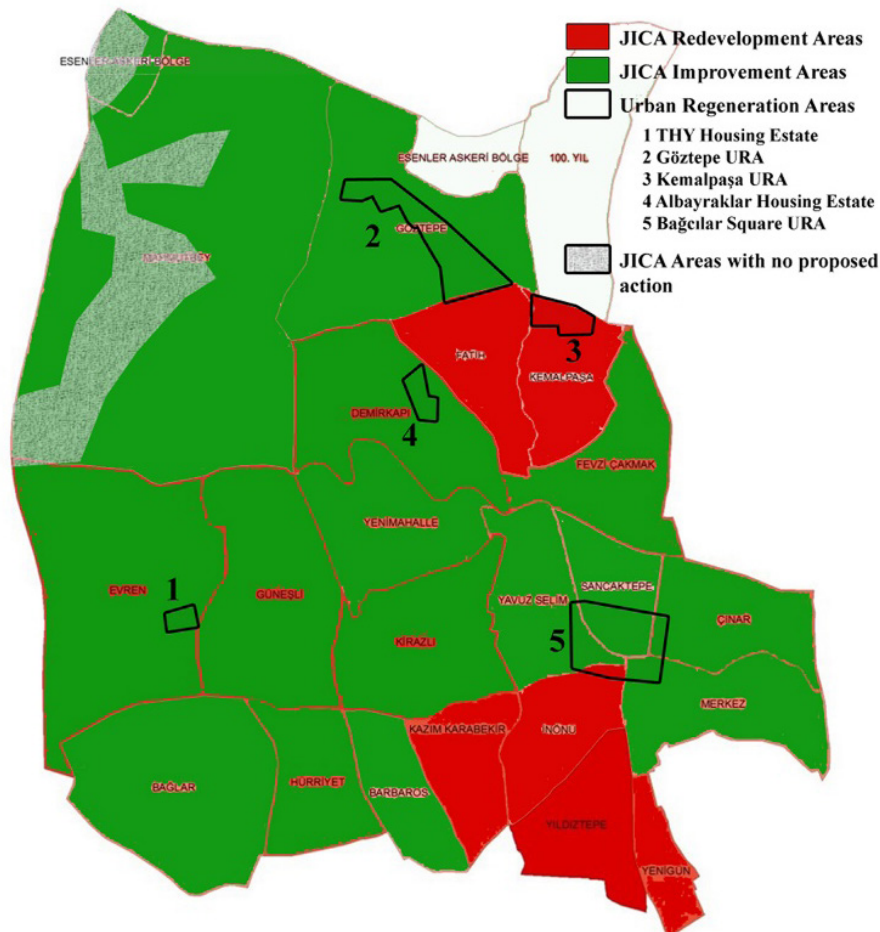 JICA Redevelopment Areas
JICA Improvement Areas
Urban Regeneration Areas
1 THY Housing Estate
2 Göztepe URA
3 Kemalpaşa URA
4 Albayraklar Housing Estate
5 Bağcılar Square URA
JICA Areas with no proposed
action
ESENLER ASKERİ BÖLGE
ESENLER ASKERİ BÖLGE
100. YIL
2
GÖZTEPE
MAHMUTBEY
3
FATİH
KEMALPAŞA
DEMİRKAPI
4
FEVZİ ÇAKMAK
YENİMAHALLE
SANCAKTEPE
EVREN
1
GÜNEŞLİ
YAVUZ SELİM
ÇINAR
5
KİRAZLI
MERKEZ
KAZIM KARABEKİR
İNÖNÜ
BAĞLAR
HÜRRİYET
BARBAROS
YILDIZTEPE
YENİGÜN